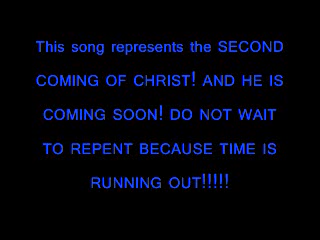 This song represents the SECOND
COMING OF CHRIST! AND HE IS
COMING SOON! DO NOT WAIT
TO REPENT BECAUSE TIME IS
RUNNING OUT!!!!!